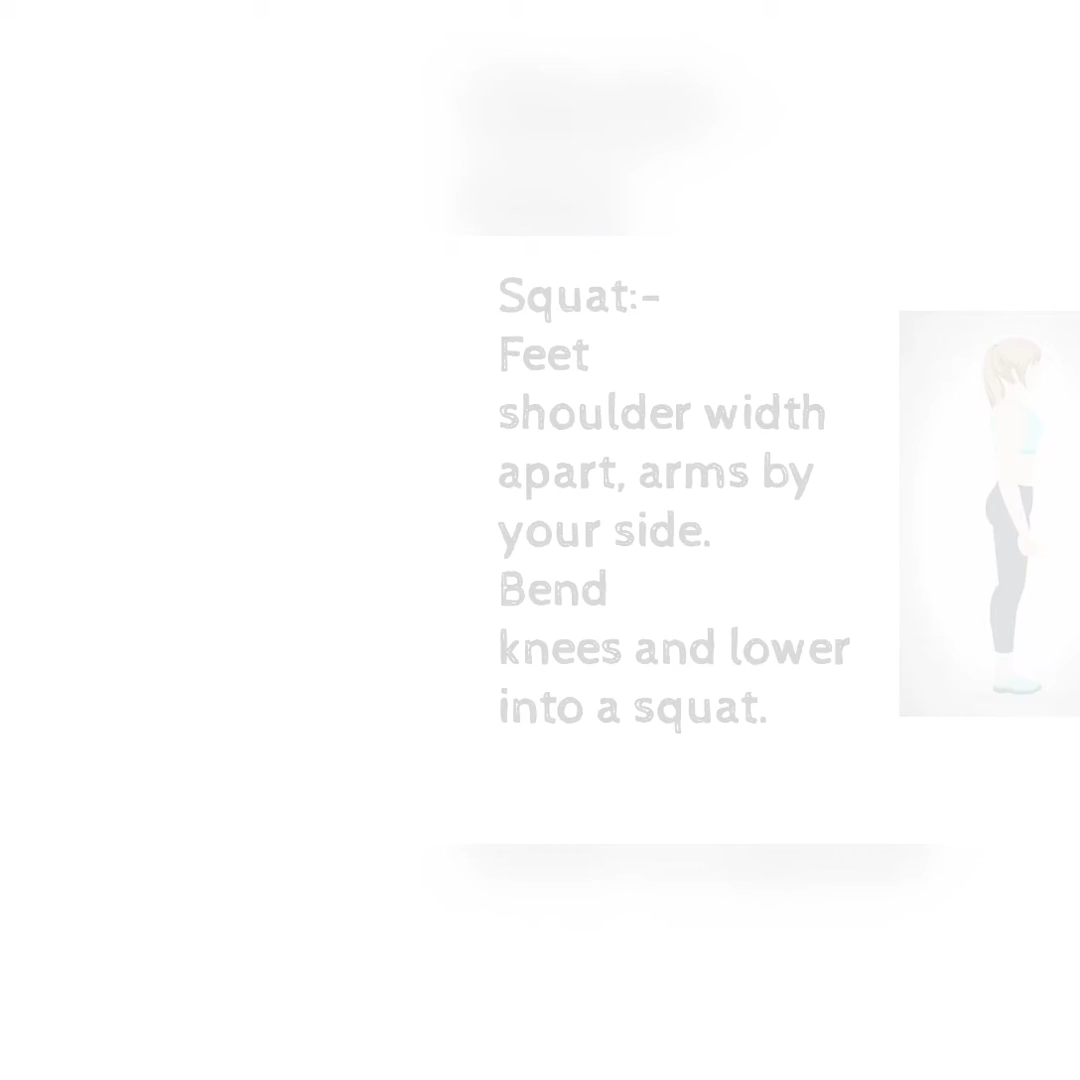 Squat:-
Feet
shoulder width
apart, arms by
your side.
Bend
knees and lower
into a squat.